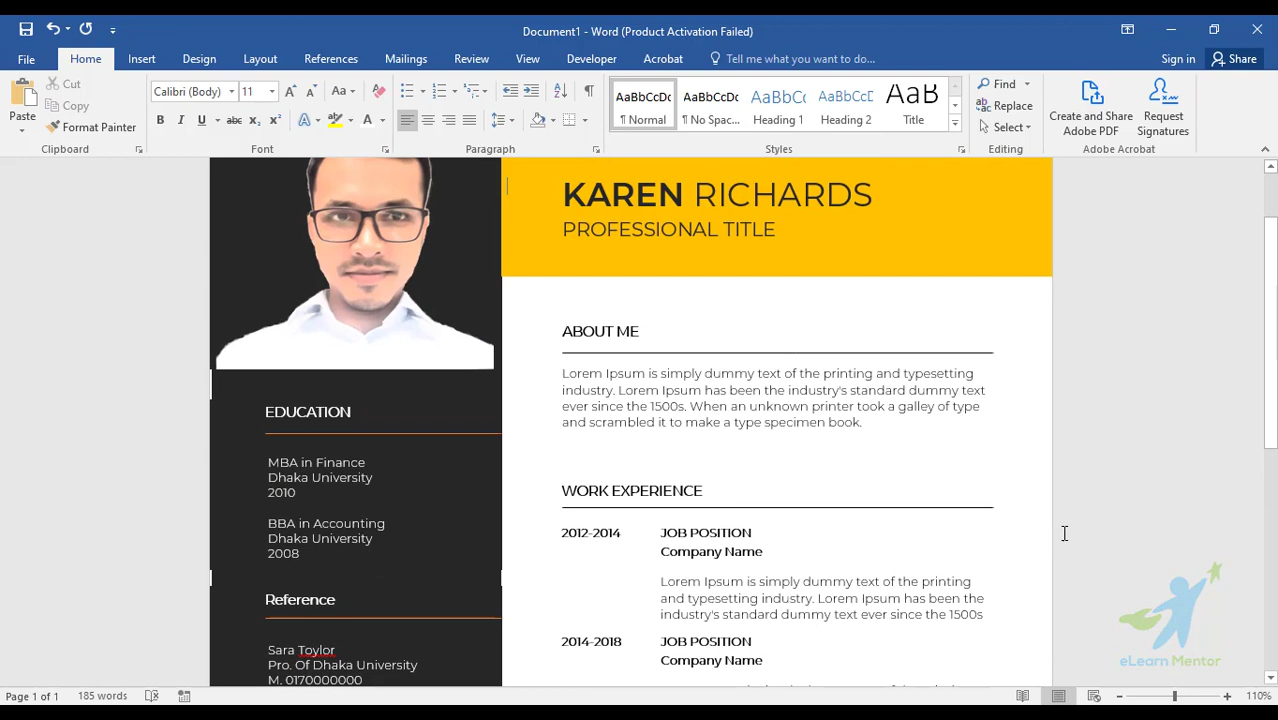 Document1 - Word (Product Activation Failed)
File Home Insert Design Layout References Mailings Review View Developer Acrobat Tell me what you want to do... Sign in Share
Paste
Cut
Copy
Format Painter
Clipboard
Calibri (Body) 11 Aa
B I U abc X2 X2 A A
Font
Paragraph
AaBbCcDc AaBbCcDc AaBbCc AaBbCcD AaB
¶ Normal ¶ No Spac... Heading 1 Heading 2 Title
Styles
Find
Replace
Select
Editing
Create and Share
Adobe PDF
Request
Signatures
Adobe Acrobat
KAREN RICHARDS
PROFESSIONAL TITLE
EDUCATION
MBA in Finance
Dhaka University
2010
BBA in Accounting
Dhaka University
2008
Reference
Sara Toylor
Pro. Of Dhaka University
M. 0170000000
ABOUT ME
Lorem Ipsum is simply dummy text of the printing and typesetting
industry. Lorem Ipsum has been the industry's standard dummy text
ever since the 1500s. When an unknown printer took a galley of type
and scrambled it to make a type specimen book.
WORK EXPERIENCE
2012-2014 JOB POSITION
Company Name
Lorem Ipsum is simply dummy text of the printing
and typesetting industry. Lorem Ipsum has been the
industry's standard dummy text ever since the 1500s
2014-2018 JOB POSITION
Company Name
eLearn Mentor
Page 1 of 1 185 words 110%